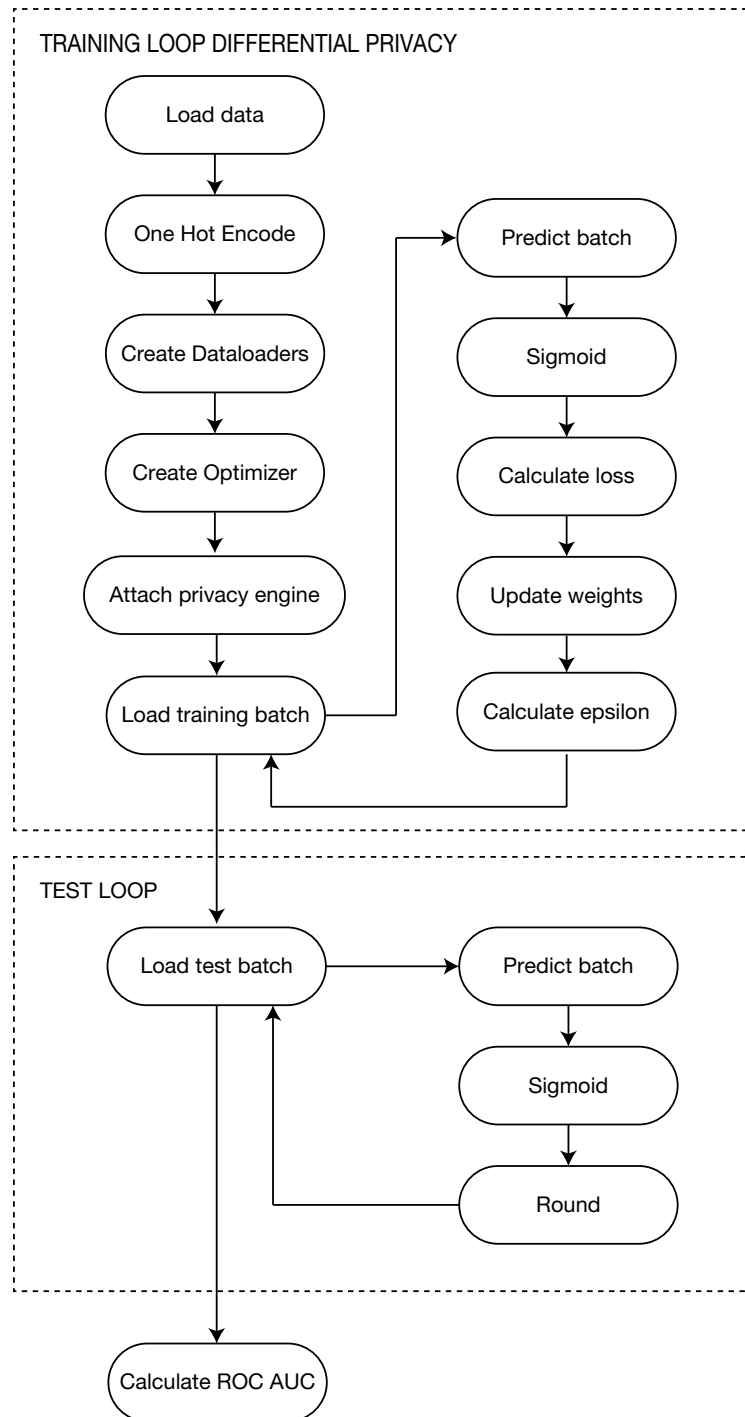 TRAINING LOOP DIFFERENTIAL PRIVACY
Load data
One Hot Encode
Create Dataloaders
Create Optimizer
Attach privacy engine
Load training batch
Predict batch
Sigmoid
Calculate loss
Update weights
Calculate epsilon
TEST LOOP
Load test batch
Predict batch
Sigmoid
Round
Calculate ROC AUC